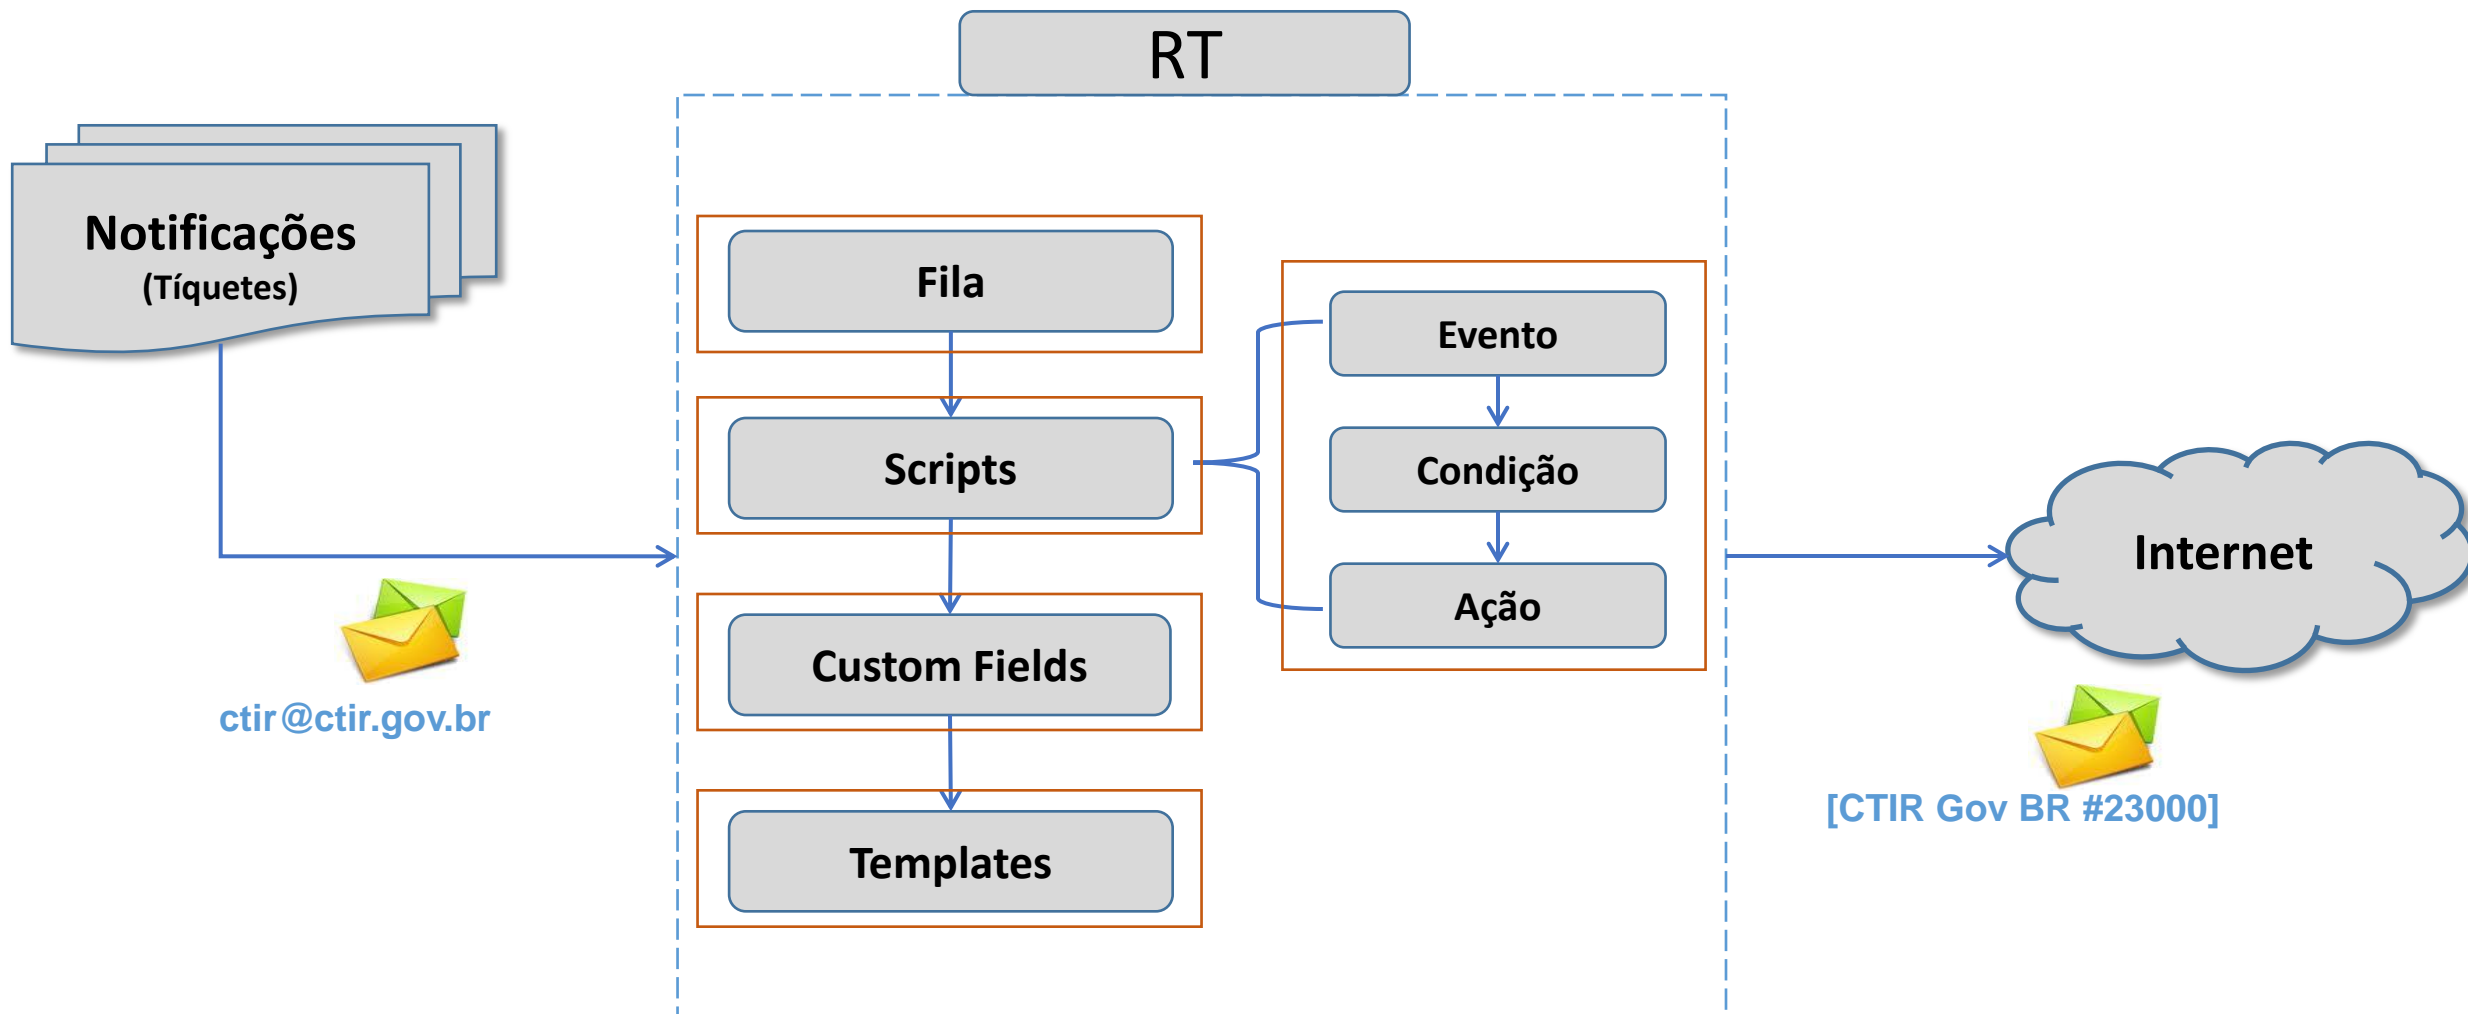 RT
Notificações
(Tíquetes)
Fila
Scripts
Custom Fields
Templates
Evento
Condição
Ação
Internet
ctir@ctir.gov.br
[CTIR Gov BR #23000]